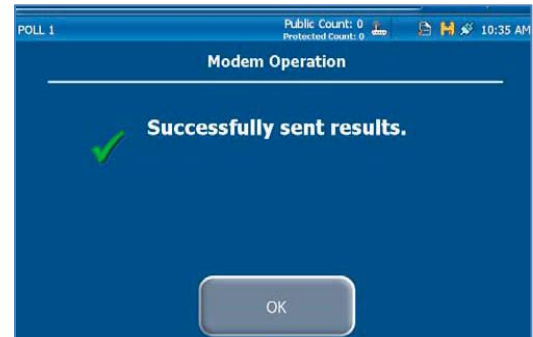 POLL 1 Public Count: 0 10:35 AM
Protected Count: 0
Modem Operation
Successfully sent results.
OK